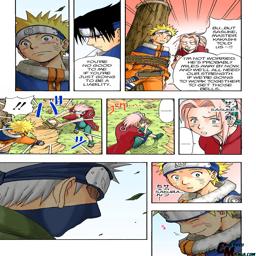 BU...BUT
SASUKE,
MASTER
KAKASHI
TOLD
US...
I'M NOT WORRIED.
HE'S PROBABLY
MILES AWAY BY NOW,
AND WE'LL ALL NEED
OUR STRENGTH
IF WE'RE GOING
TO WORK TOGETHER
TO GET THOSE
BELLS.
YOU'RE
NO GOOD
TO ME IF
YOU'RE JUST
GOING TO BE
A LIABILITY.
SASUKE...
SAKURA...